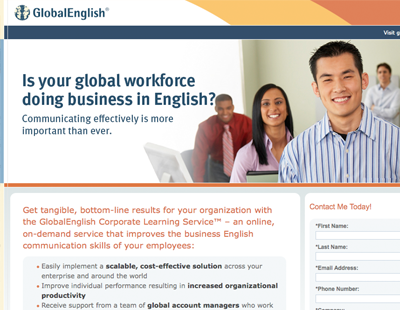 GlobalEnglish®
Visit g
Is your global workforce
doing business in English?
Communicating effectively is more
important than ever.
Get tangible, bottom-line results for your organization with
the GlobalEnglish Corporate Learning Service™ – an online,
on-demand service that improves the business English
communication skills of your employees:
• Easily implement a scalable, cost-effective solution across your
enterprise and around the world
• Improve individual performance resulting in increased organizational
productivity
• Receive support from a team of global account managers who work
Contact Me Today!
*First Name:
*Last Name:
*Email Address:
*Phone Number: